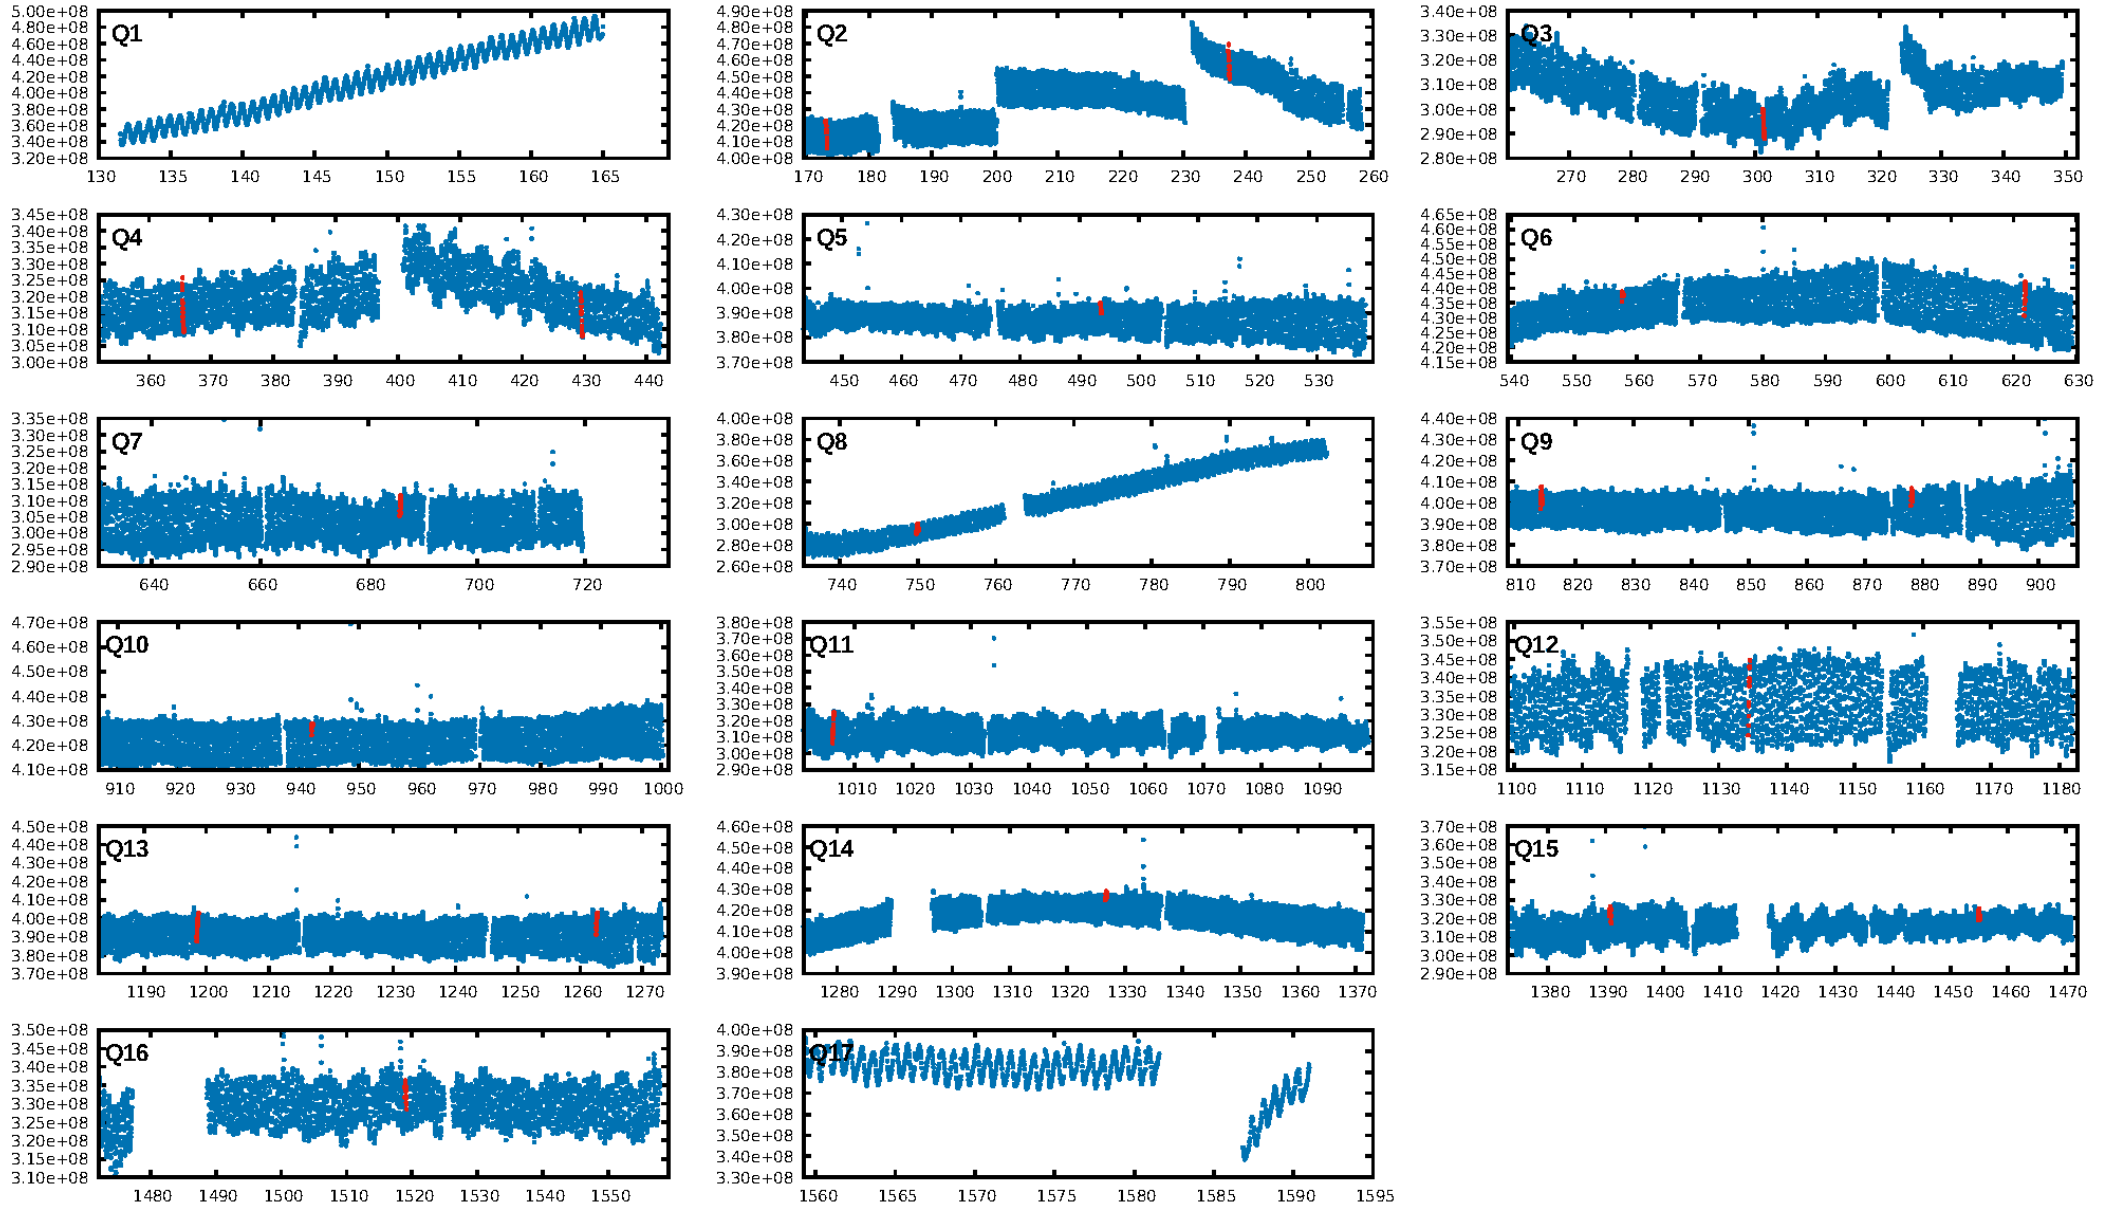 5.00e+08
4.80e+08
4.60e+08
4.40e+08
4.20e+08
4.00e+08
3.80e+08
3.60e+08
3.40e+08
3.20e+08
Q1
130 135 140 145 150 155 160 165
4.90e+08
4.80e+08
4.70e+08
4.60e+08
4.50e+08
4.40e+08
4.30e+08
4.20e+08
4.10e+08
4.00e+08
Q2
170 180 190 200 210 220 230 240 250 260
3.40e+08
3.30e+08
3.20e+08
3.10e+08
3.00e+08
2.90e+08
2.80e+08
Q3
270 280 290 300 310 320 330 340 350
3.45e+08
3.40e+08
3.35e+08
3.30e+08
3.25e+08
3.20e+08
3.15e+08
3.10e+08
3.05e+08
3.00e+08
Q4
360 370 380 390 400 410 420 430 440
4.30e+08
4.20e+08
4.10e+08
4.00e+08
3.90e+08
3.80e+08
3.70e+08
Q5
450 460 470 480 490 500 510 520 530
4.65e+08
4.60e+08
4.55e+08
4.50e+08
4.45e+08
4.40e+08
4.35e+08
4.30e+08
4.25e+08
4.20e+08
4.15e+08
Q6
540 550 560 570 580 590 600 610 620 630
3.35e+08
3.30e+08
3.25e+08
3.20e+08
3.15e+08
3.10e+08
3.05e+08
3.00e+08
2.95e+08
2.90e+08
Q7
640 660 680 700 720
4.00e+08
3.80e+08
3.60e+08
3.40e+08
3.20e+08
3.00e+08
2.80e+08
2.60e+08
Q8
740 750 760 770 780 790 800
4.40e+08
4.30e+08
4.20e+08
4.10e+08
4.00e+08
3.90e+08
3.80e+08
3.70e+08
Q9
810 820 830 840 850 860 870 880 890 900
4.70e+08
4.60e+08
4.50e+08
4.40e+08
4.30e+08
4.20e+08
4.10e+08
Q10
910 920 930 940 950 960 970 980 990 1000
3.80e+08
3.70e+08
3.60e+08
3.50e+08
3.40e+08
3.30e+08
3.20e+08
3.10e+08
3.00e+08
2.90e+08
Q11
1010 1020 1030 1040 1050 1060 1070 1080 1090
3.55e+08
3.50e+08
3.45e+08
3.40e+08
3.35e+08
3.30e+08
3.25e+08
3.20e+08
3.15e+08
Q12
1100 1110 1120 1130 1140 1150 1160 1170 1180
4.50e+08
4.40e+08
4.30e+08
4.20e+08
4.10e+08
4.00e+08
3.90e+08
3.80e+08
3.70e+08
Q13
1190 1200 1210 1220 1230 1240 1250 1260 1270
4.60e+08
4.50e+08
4.40e+08
4.30e+08
4.20e+08
4.10e+08
4.00e+08
3.90e+08
Q14
1280 1290 1300 1310 1320 1330 1340 1350 1360 1370
3.70e+08
3.60e+08
3.50e+08
3.40e+08
3.30e+08
3.20e+08
3.10e+08
3.00e+08
2.90e+08
Q15
1380 1390 1400 1410 1420 1430 1440 1450 1460 1470
3.50e+08
3.45e+08
3.40e+08
3.35e+08
3.30e+08
3.25e+08
3.20e+08
3.15e+08
3.10e+08
Q16
1480 1490 1500 1510 1520 1530 1540 1550
4.00e+08
3.90e+08
3.80e+08
3.70e+08
3.60e+08
3.50e+08
3.40e+08
3.30e+08
Q17
1560 1565 1570 1575 1580 1585 1590 1595